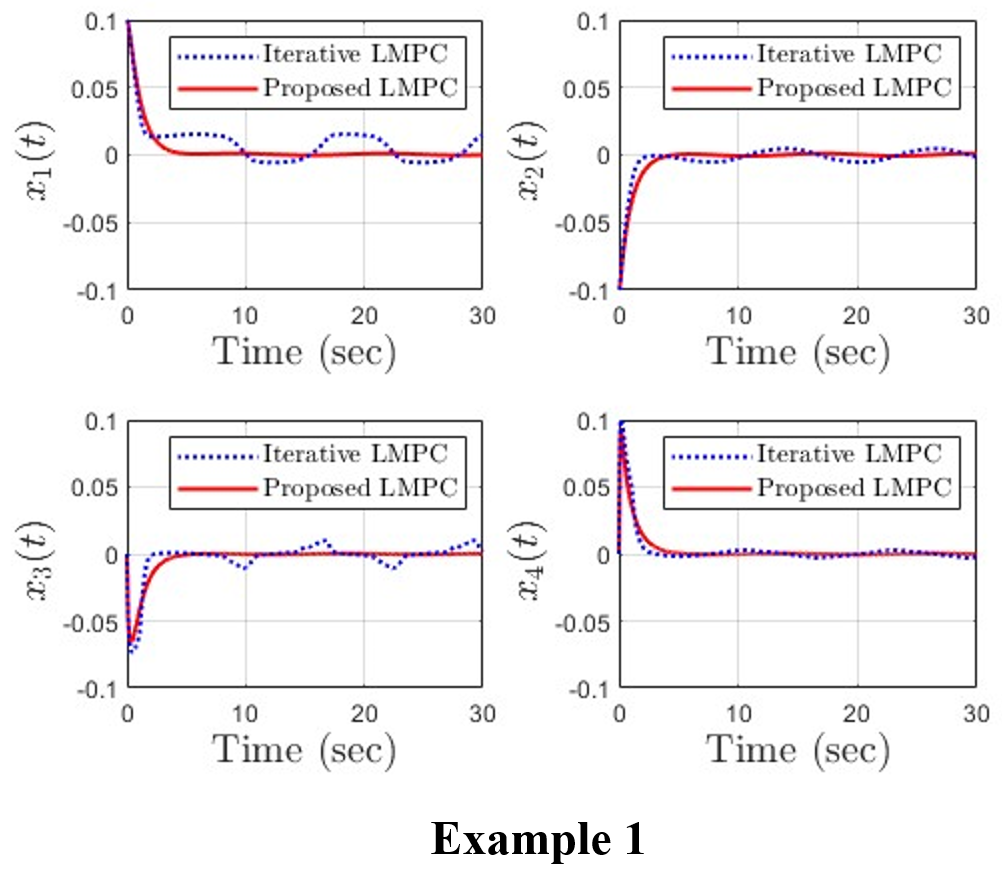 0.1
0.05
0
-0.05
-0.1
x₁(t)
Iterative LMPC
Proposed LMPC
0 10 20 30
Time (sec)
0.1
0.05
0
-0.05
-0.1
x₂(t)
Iterative LMPC
Proposed LMPC
0 10 20 30
Time (sec)
0.1
0.05
0
-0.05
-0.1
x₃(t)
Iterative LMPC
Proposed LMPC
0 10 20 30
Time (sec)
0.1
0.05
0
-0.05
-0.1
x₄(t)
Iterative LMPC
Proposed LMPC
0 10 20 30
Time (sec)
Example 1